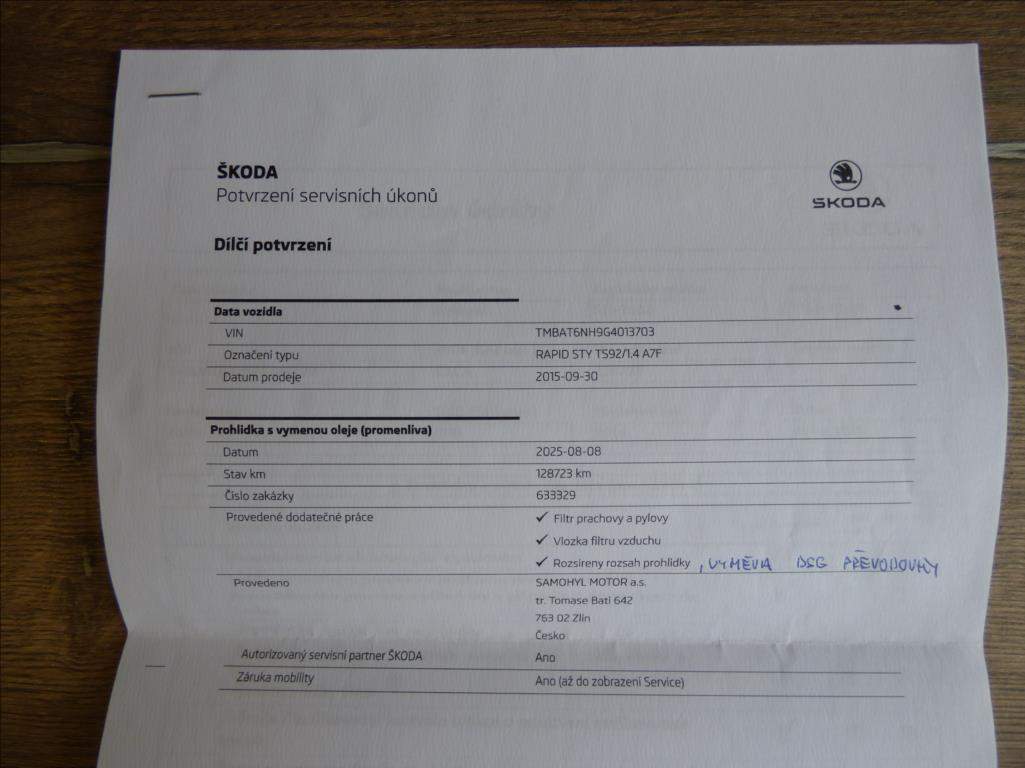 ŠKODA
Potvrzení servisních úkonů
SKODA
Dílčí potvrzení
Data vozidla
VIN TMBAT6NH9G4013703
Označení typu RAPID STY TS92/1.4 A7F
Datum prodeje 2015-09-30
Prohlidka s vymenou oleje (promenliva)
Datum 2025-08-08
Stav km 128723 km
Číslo zakázky 633329
Provedené dodatečné práce ✓ Filtr prachovy a pylovy
✓ Vlozka filtru vzduchu
✓ Rozsireny rozsah prohlidky , VÝMĚNA DSG PŘEVODOVKY
Provedeno SAMOHYL MOTOR a.s.
tr. Tomase Bati 642
763 02 Zlin
Česko
Autorizovaný servisní partner ŠKODA Ano
Záruka mobility Ano (až do zobrazení Service)